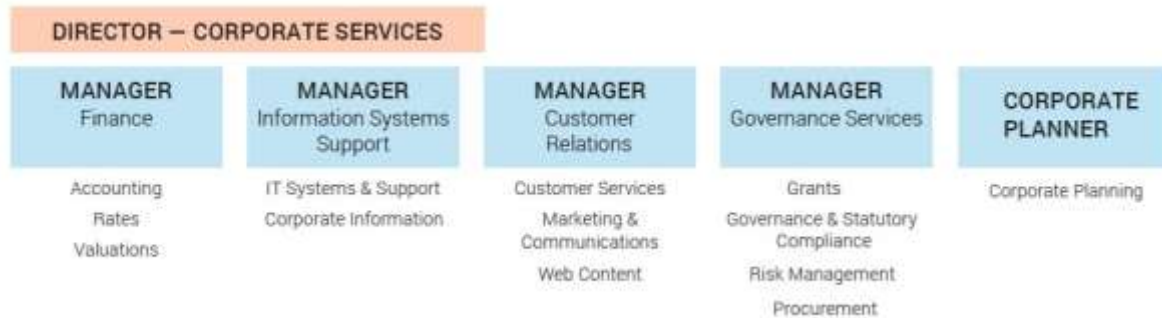 DIRECTOR — CORPORATE SERVICES
MANAGER
Finance
Accounting
Rates
Valuations
MANAGER
Information Systems
Support
IT Systems & Support
Corporate Information
MANAGER
Customer
Relations
Customer Services
Marketing &
Communications
Web Content
MANAGER
Governance Services
Grants
Governance & Statutory
Compliance
Risk Management
Procurement
CORPORATE
PLANNER
Corporate Planning